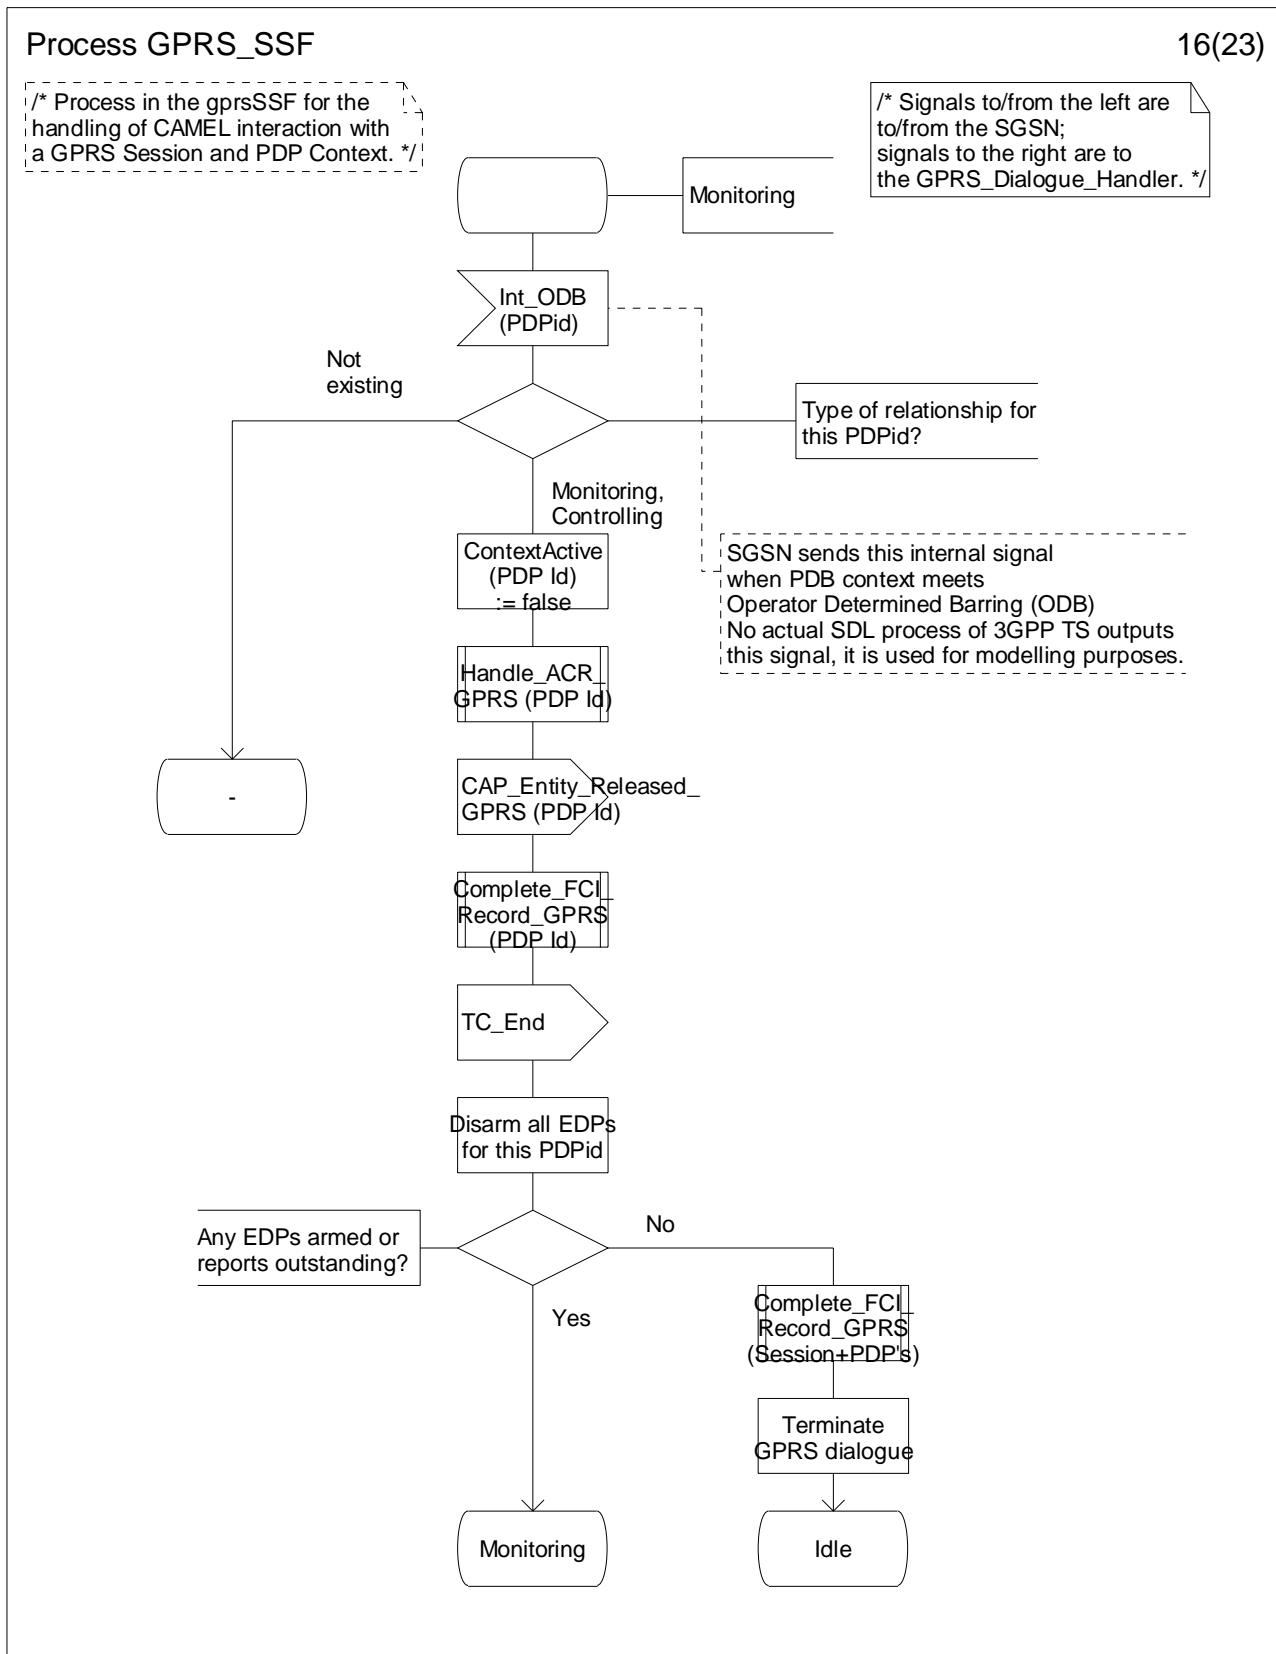 Process GPRS_SSF
16(23)
/* Process in the gprsSSF for the
handling of CAMEL interaction with
a GPRS Session and PDP Context. */
/* Signals to/from the left are
to/from the SGSN;
signals to the right are to
the GPRS_Dialogue_Handler. */
Monitoring
Int_ODB
(PDPid)
Not
existing
Type of relationship for
this PDPid?
Monitoring,
Controlling
ContextActive
(PDP Id)
:= false
SGSN sends this internal signal
when PDB context meets
Operator Determined Barring (ODB)
No actual SDL process of 3GPP TS outputs
this signal, it is used for modelling purposes.
Handle_ACR_
GPRS (PDP Id)
-
CAP_Entity_Released_
GPRS (PDP Id)
Complete_FCI_
Record_GPRS
(PDP Id)
TC_End
Disarm all EDPs
for this PDPid
Any EDPs armed or
reports outstanding?
No
Yes
Complete_FCI_
Record_GPRS
(Session+PDP's)
Terminate
GPRS dialogue
Monitoring
Idle